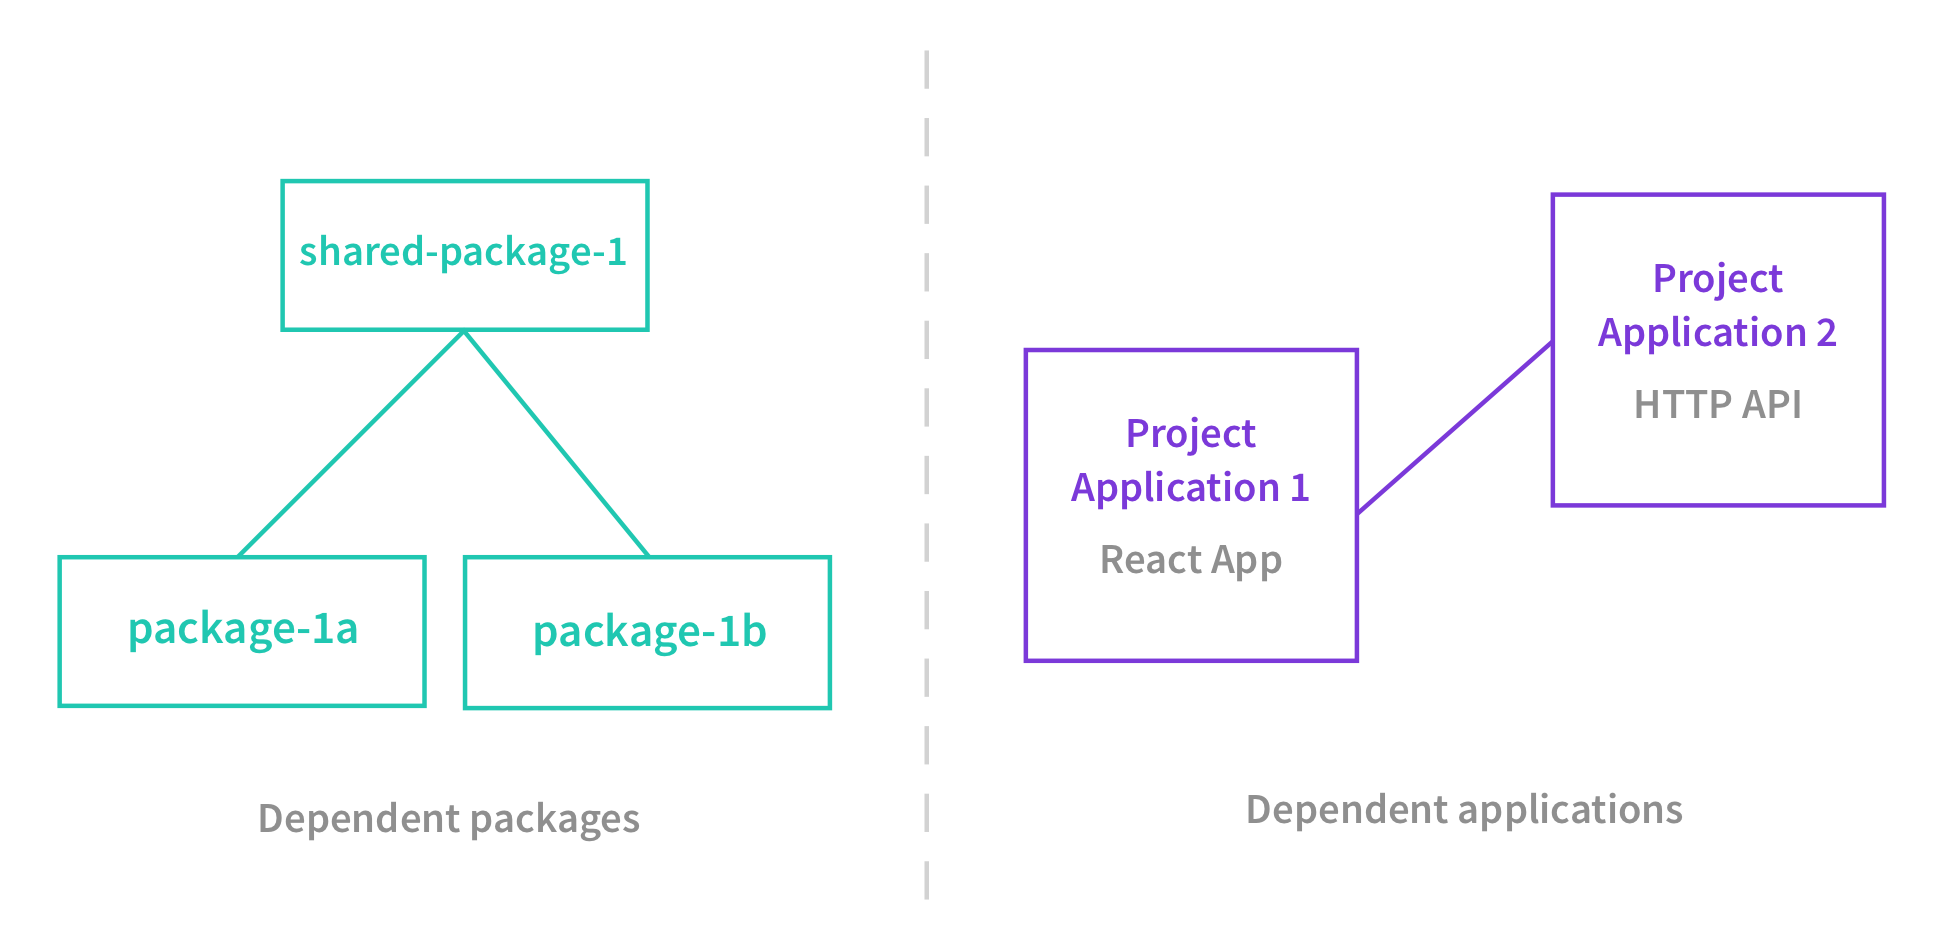 shared-package-1
package-1a
package-1b
Dependent packages
Project
Application 1
React App
Project
Application 2
HTTP API
Dependent applications